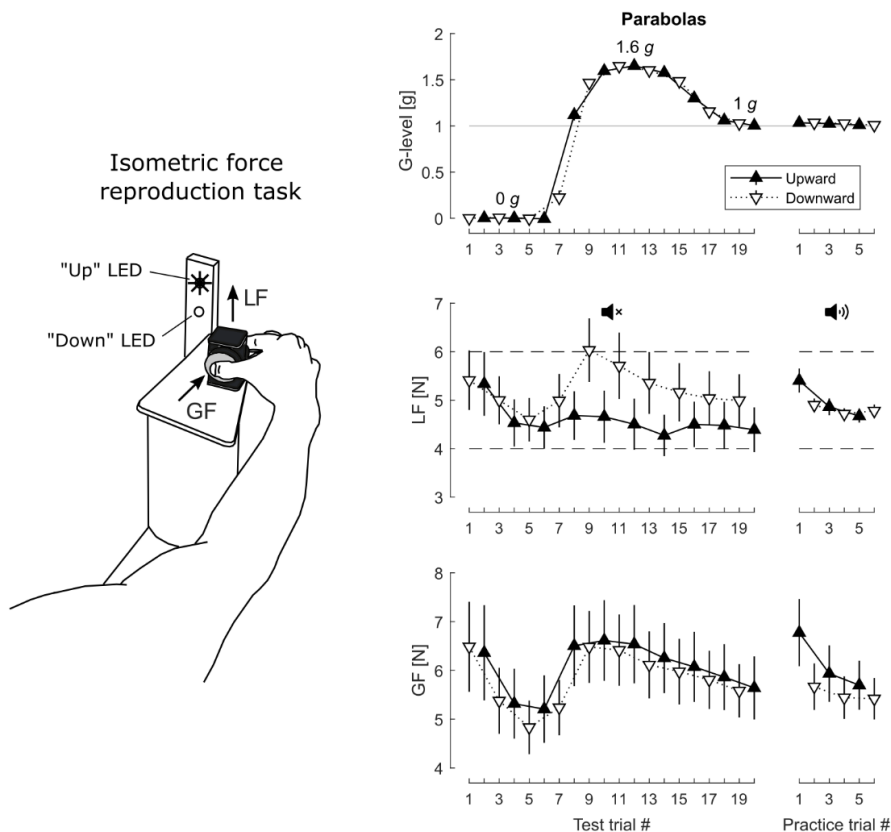 Isometric force
reproduction task
"Up" LED
"Down" LED
LF
GF
Parabolas
G-level [g]
2
1.5
1
0.5
0
0 g
1.6 g
1 g
Upward
Downward
1 3 5 7 9 11 13 15 17 19
1 3 5
LF [N]
7
6
5
4
3
1 3 5 7 9 11 13 15 17 19
1 3 5
GF [N]
8
7
6
5
4
1 3 5 7 9 11 13 15 17 19
1 3 5
Test trial #
Practice trial #